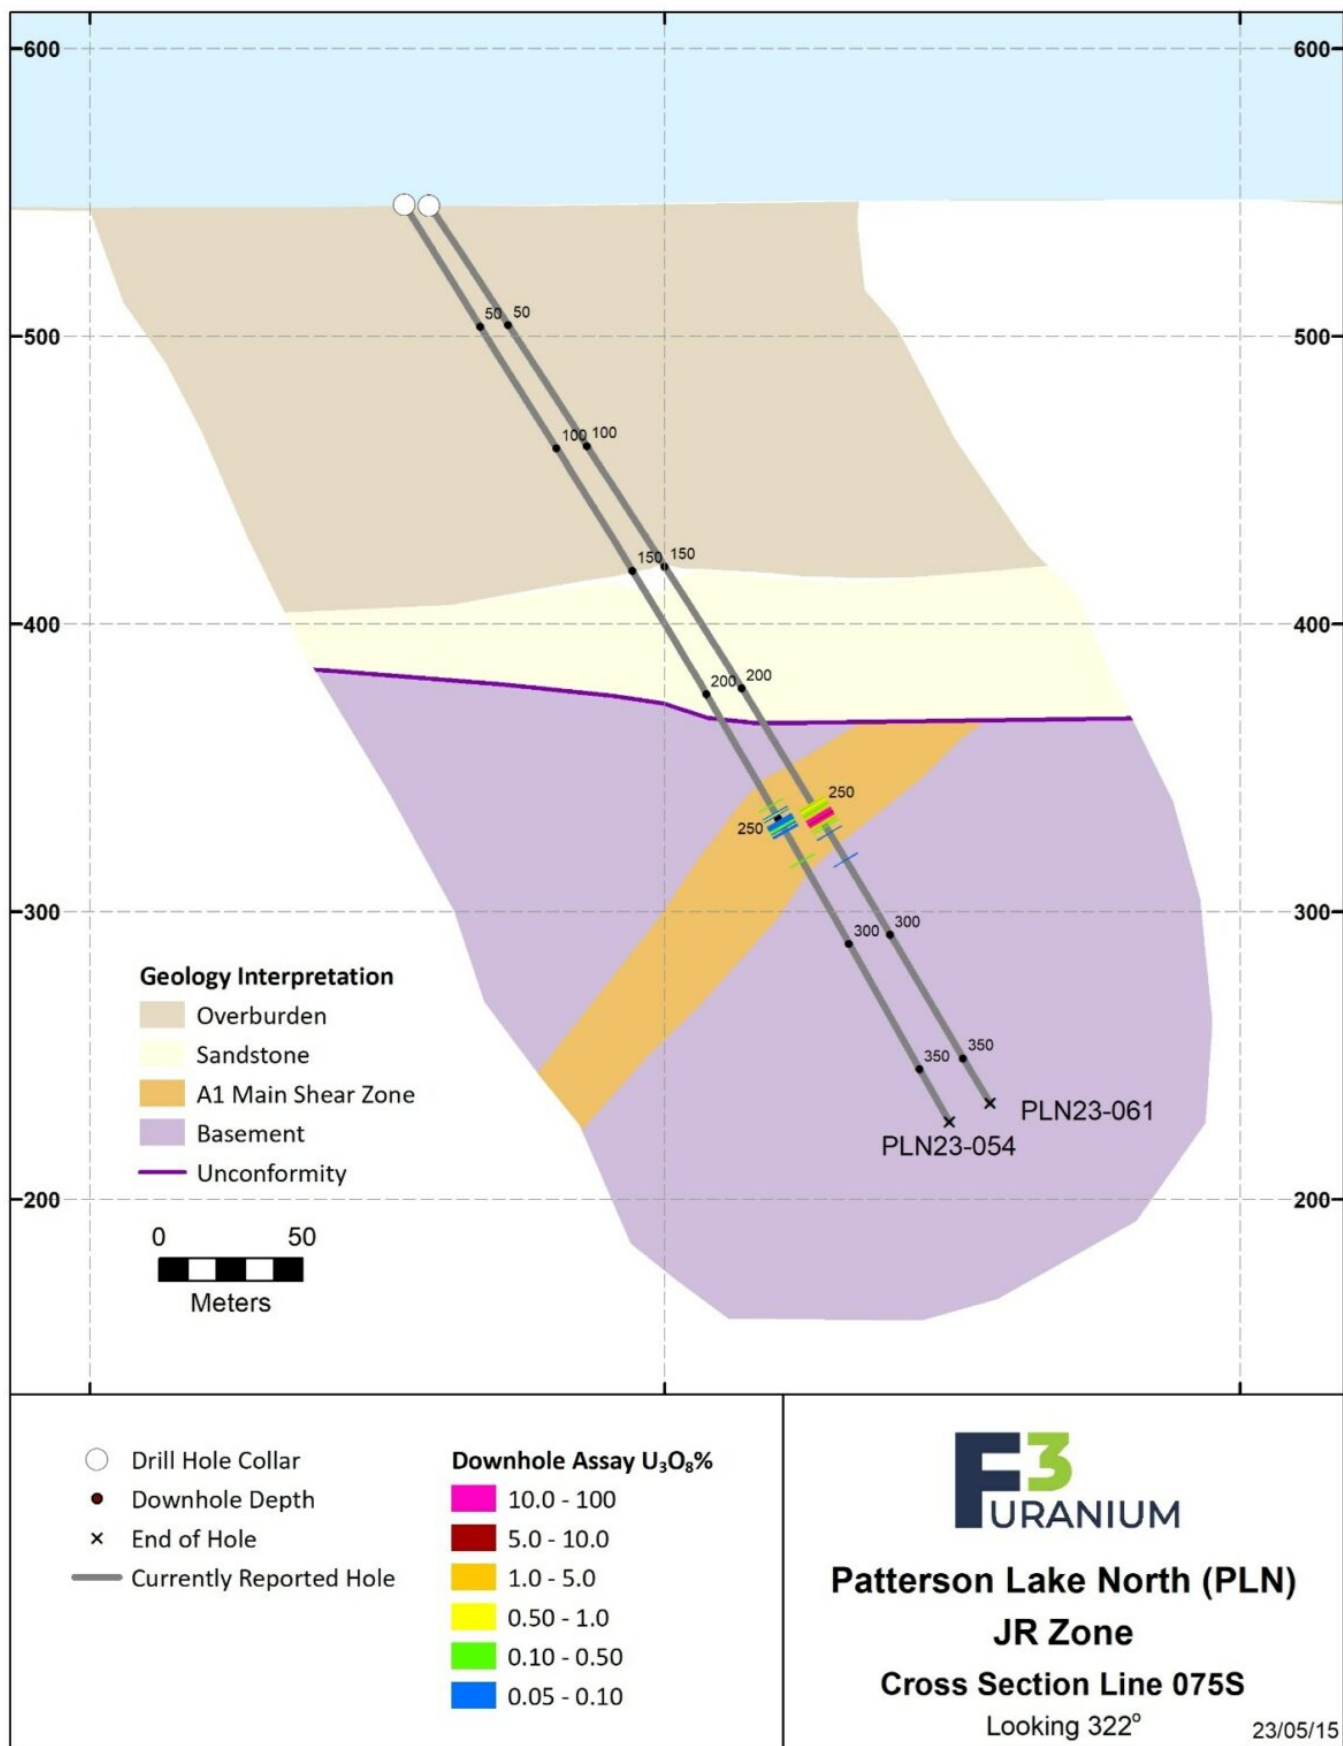 600
600
50
50
500
500
100
100
150
150
400
400
200
200
250
250
300
300
300
300
350
350
PLN23-061
PLN23-054
Geology Interpretation
Overburden
Sandstone
A1 Main Shear Zone
Basement
Unconformity
200
200
0 50
Meters
Drill Hole Collar
Downhole Depth
End of Hole
Currently Reported Hole
Downhole Assay U₃O₈%
10.0 - 100
5.0 - 10.0
1.0 - 5.0
0.50 - 1.0
0.10 - 0.50
0.05 - 0.10
F3
URANIUM
Patterson Lake North (PLN)
JR Zone
Cross Section Line 075S
Looking 322°
23/05/15